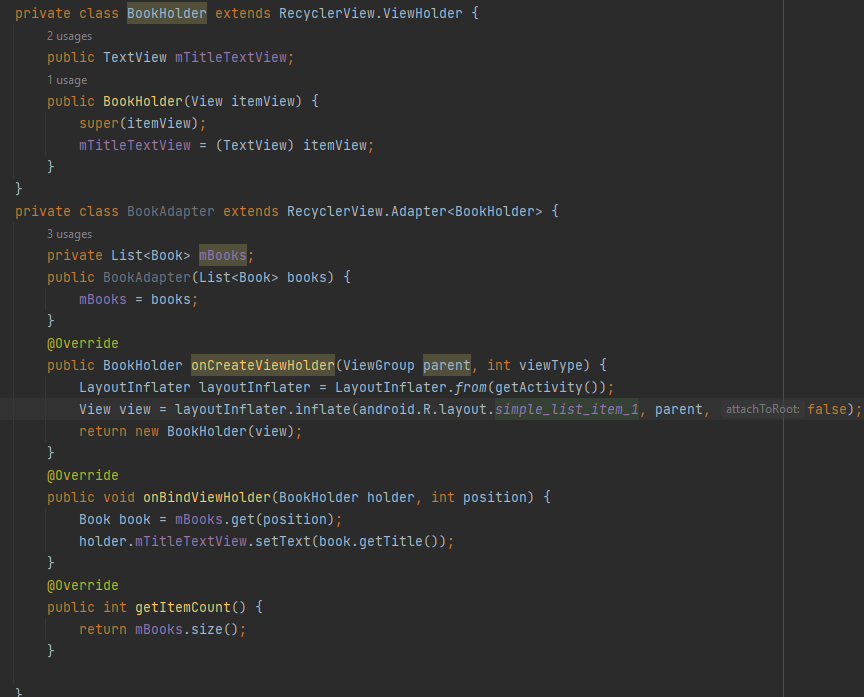 private class BookHolder extends RecyclerView.ViewHolder {
2 usages
public TextView mTitleTextView;
1 usage
public BookHolder(View itemView) {
super(itemView);
mTitleTextView = (TextView) itemView;
}
}
private class BookAdapter extends RecyclerView.Adapter<BookHolder> {
3 usages
private List<Book> mBooks;
public BookAdapter(List<Book> books) {
mBooks = books;
}
@Override
public BookHolder onCreateViewHolder(ViewGroup parent, int viewType) {
LayoutInflater layoutInflater = LayoutInflater.from(getActivity());
View view = layoutInflater.inflate(android.R.layout.simple_list_item_1, parent, attachToRoot: false);
return new BookHolder(view);
}
@Override
public void onBindViewHolder(BookHolder holder, int position) {
Book book = mBooks.get(position);
holder.mTitleTextView.setText(book.getTitle());
}
@Override
public int getItemCount() {
return mBooks.size();
}
}